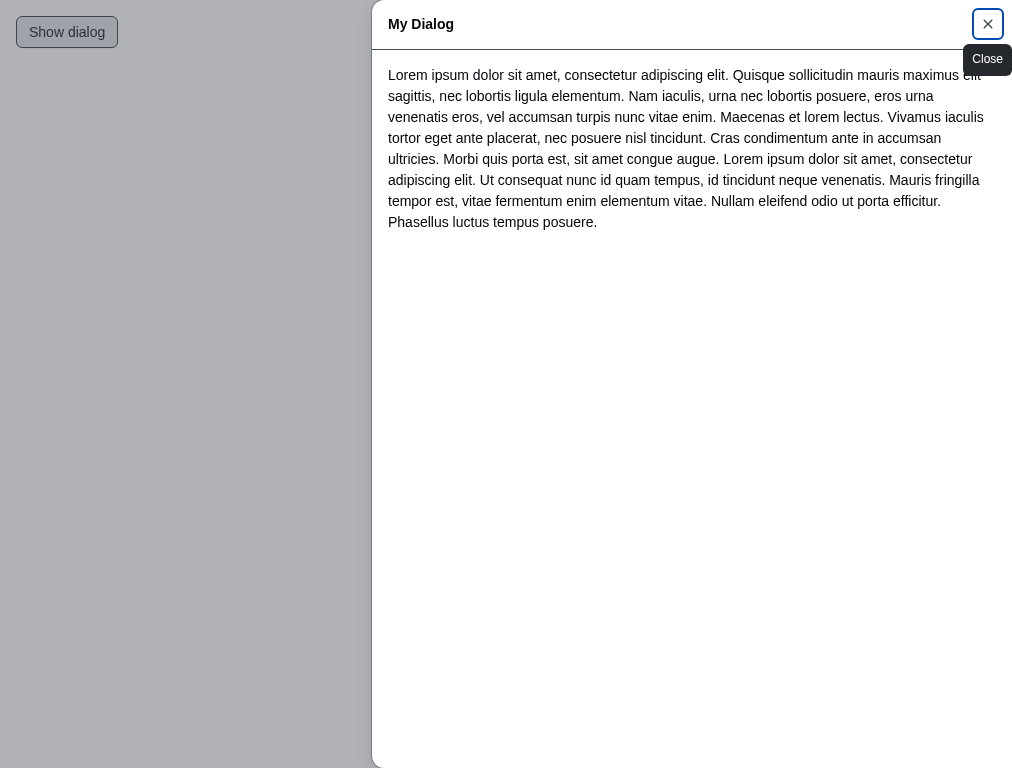 Show dialog
My Dialog
Close
Lorem ipsum dolor sit amet, consectetur adipiscing elit. Quisque sollicitudin mauris maximus elit
sagittis, nec lobortis ligula elementum. Nam iaculis, urna nec lobortis posuere, eros urna
venenatis eros, vel accumsan turpis nunc vitae enim. Maecenas et lorem lectus. Vivamus iaculis
tortor eget ante placerat, nec posuere nisl tincidunt. Cras condimentum ante in accumsan
ultricies. Morbi quis porta est, sit amet congue augue. Lorem ipsum dolor sit amet, consectetur
adipiscing elit. Ut consequat nunc id quam tempus, id tincidunt neque venenatis. Mauris fringilla
tempor est, vitae fermentum enim elementum vitae. Nullam eleifend odio ut porta efficitur.
Phasellus luctus tempus posuere.